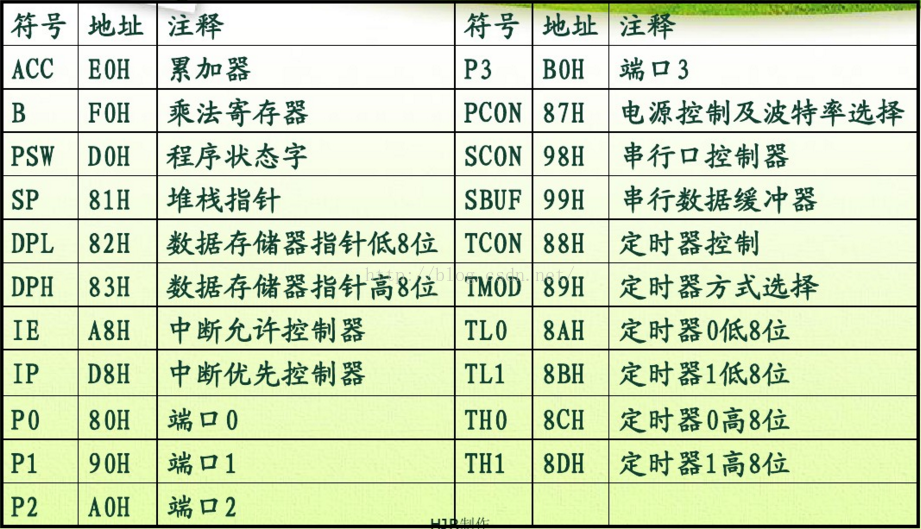 符号 地址 注释 符号 地址 注释
ACC E0H 累加器 P3 B0H 端口3
B F0H 乘法寄存器 PCON 87H 电源控制及波特率选择
PSW D0H 程序状态字 SCON 98H 串行口控制器
SP 81H 堆栈指针 SBUF 99H 串行数据缓冲器
DPL 82H 数据存储器指针低8位 TCON 88H 定时器控制
http://blog.csdn.net/
DPH 83H 数据存储器指针高8位 TMOD 89H 定时器方式选择
IE A8H 中断允许控制器 TL0 8AH 定时器0低8位
IP D8H 中断优先控制器 TL1 8BH 定时器1低8位
P0 80H 端口0 TH0 8CH 定时器0高8位
P1 90H 端口1 TH1 8DH 定时器1高8位
P2 A0H 端口2
HJR制作